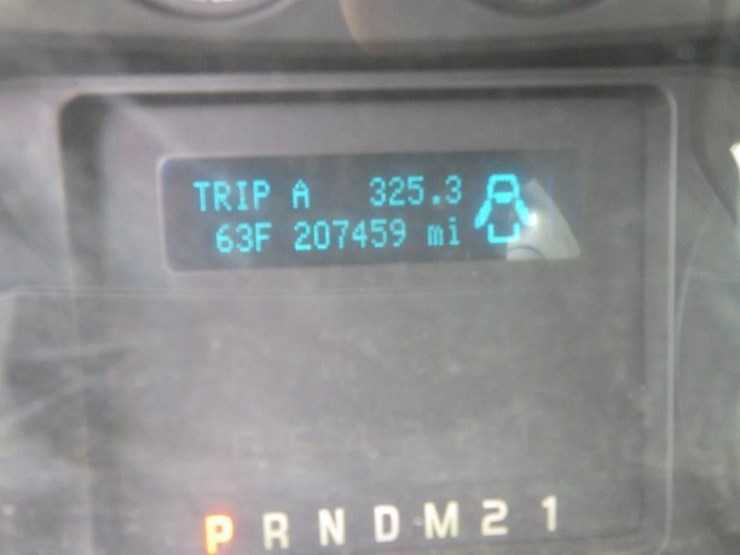 TRIP A 325.3
63F 207459 mi
P R N D M 2 1